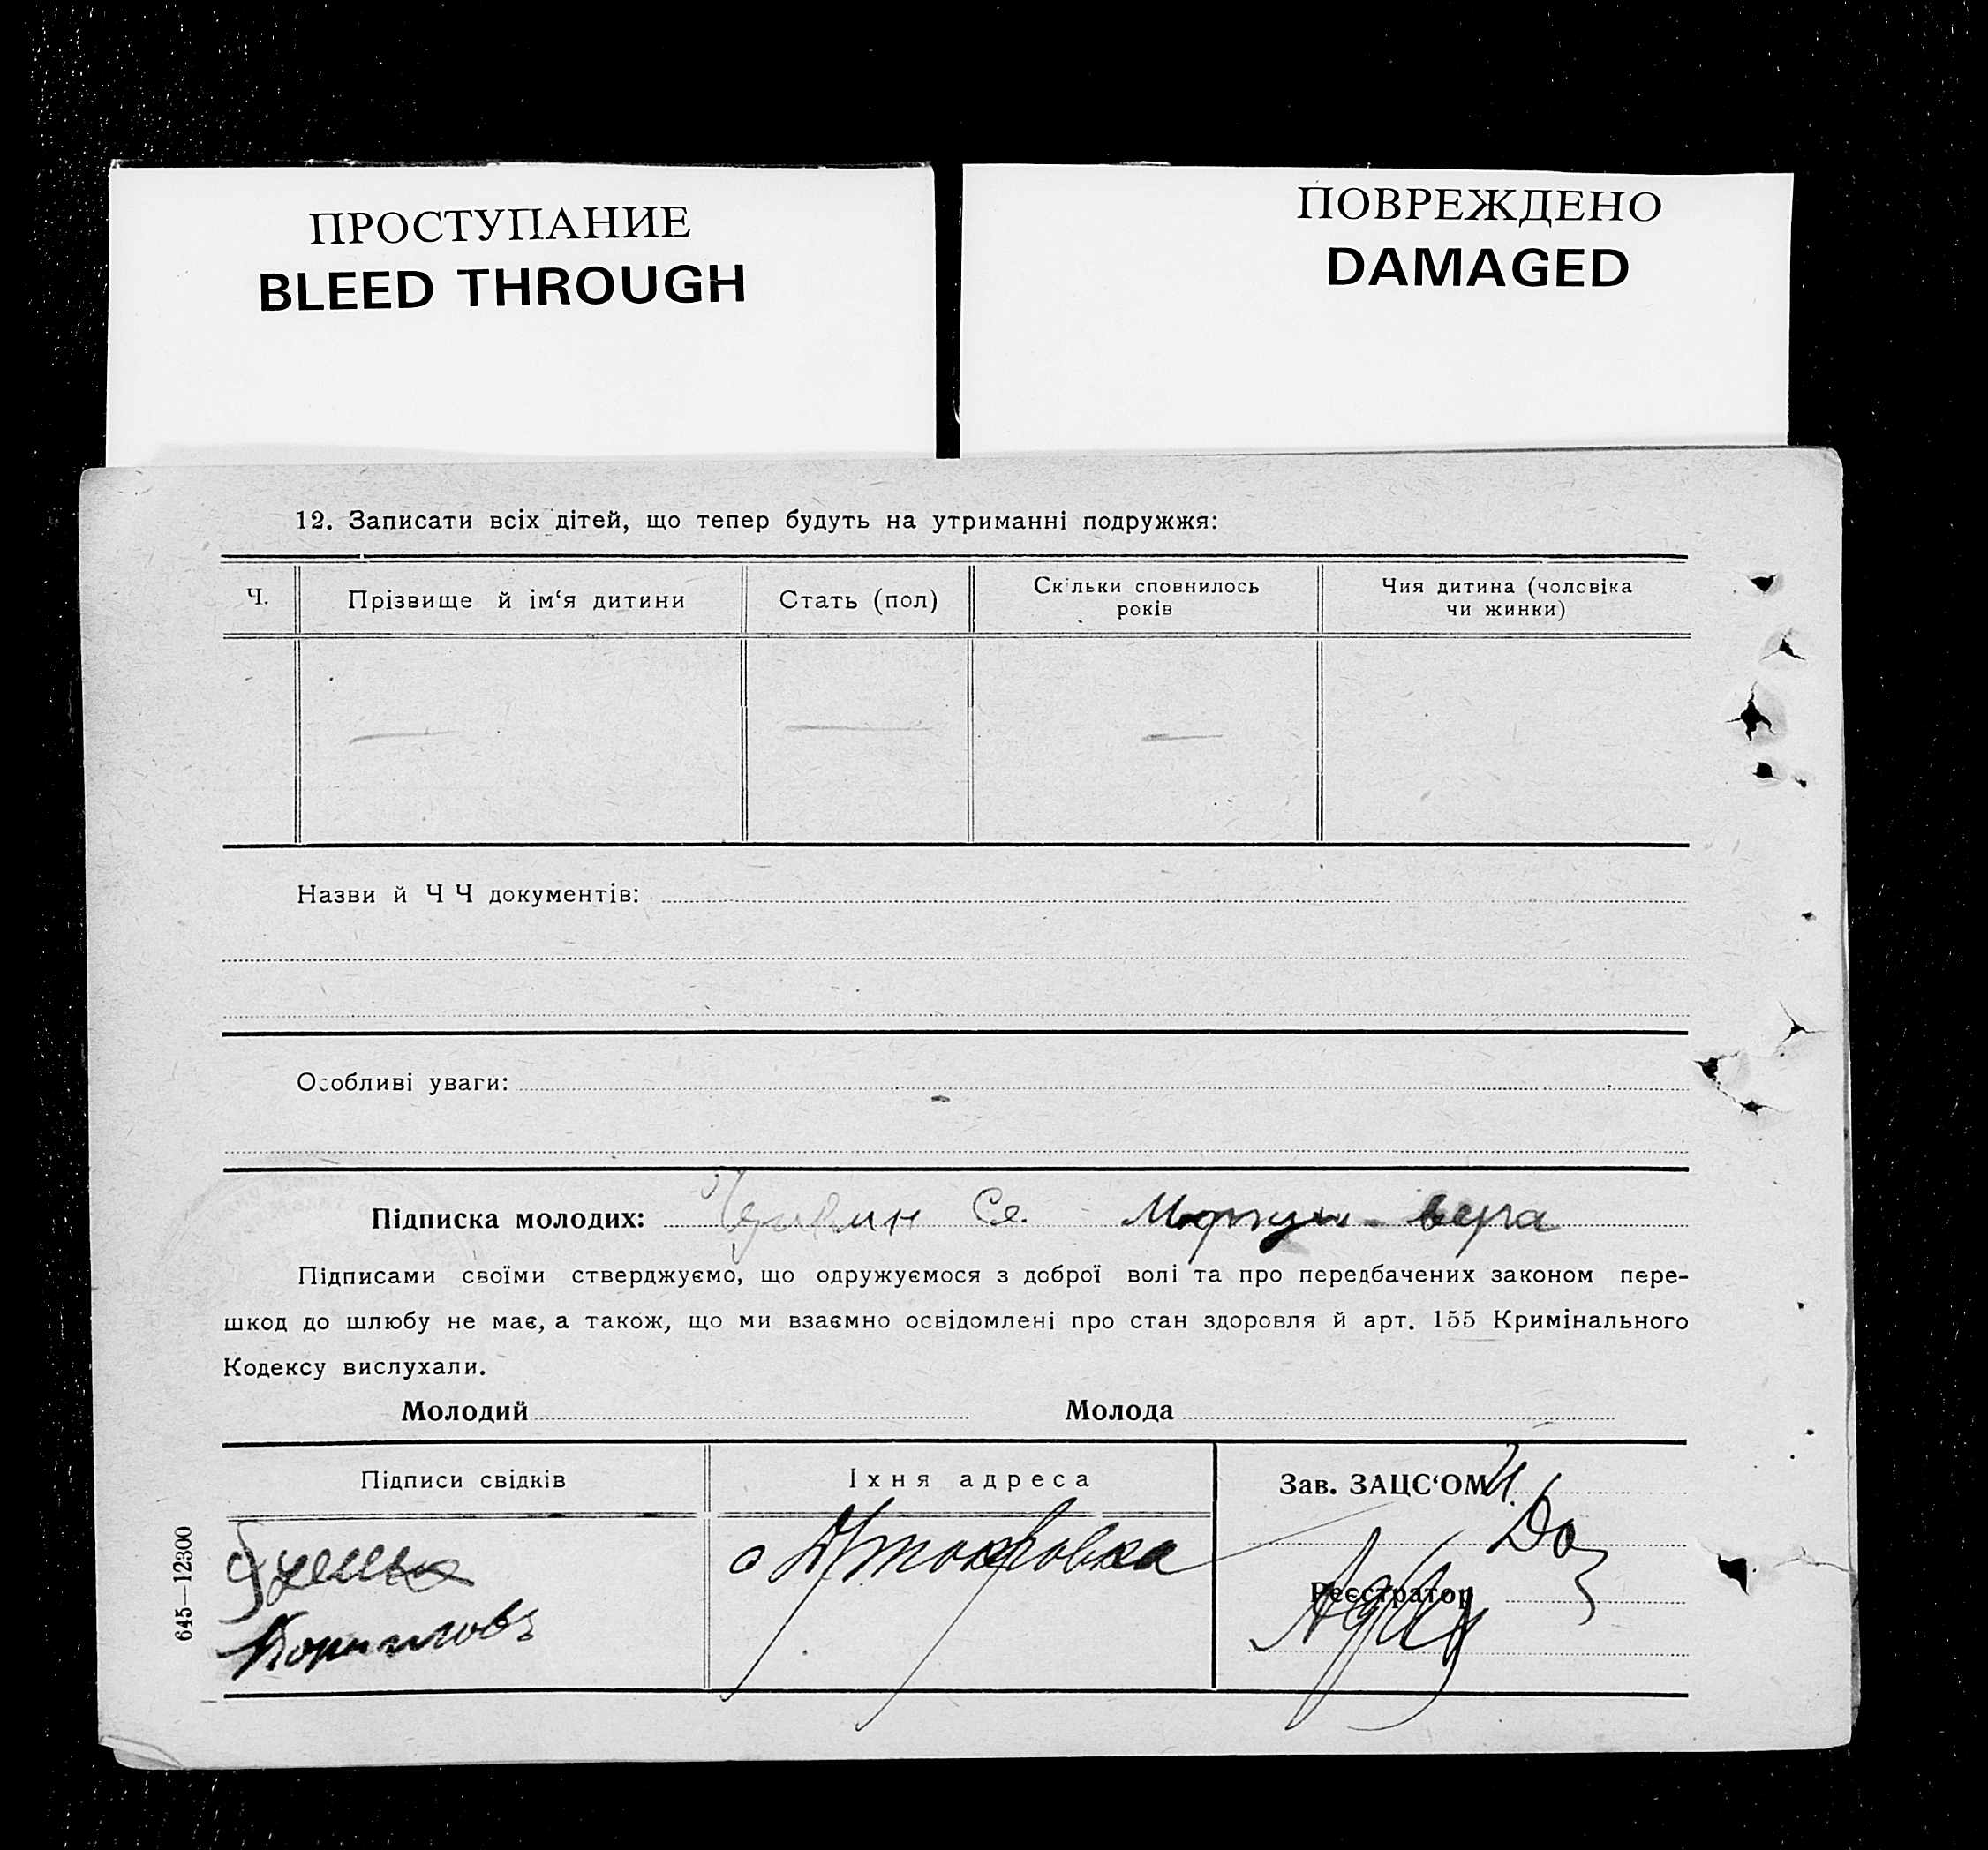 ПРОСТУПАНИЕ
BLEED THROUGH
ПОВРЕЖДЕНО
DAMAGED
12. Записати всіх дітей, що тепер будуть на утриманні подружжя:
Ч.
Прізвище й ім‘я дитини
Стать (пол)
Скільки сповнилось
років
Чия дитина (чоловіка
чи жинки)
Назви й Ч Ч документів:
Особливі уваги:
Підписка молодих: Вера
Підписами своїми стверджуємо, що одружуємося з доброї волі та про передбачених законом пере-
шкод до шлюбу не має, а також, що ми взаємно освідомлені про стан здоровля й арт. 155 Кримінального
Кодексу вислухали.
Молодий
Молода
Підписи свідків
Їхня адреса
Зав. ЗАЦС‘ОМ
Реєстратор
645—12300